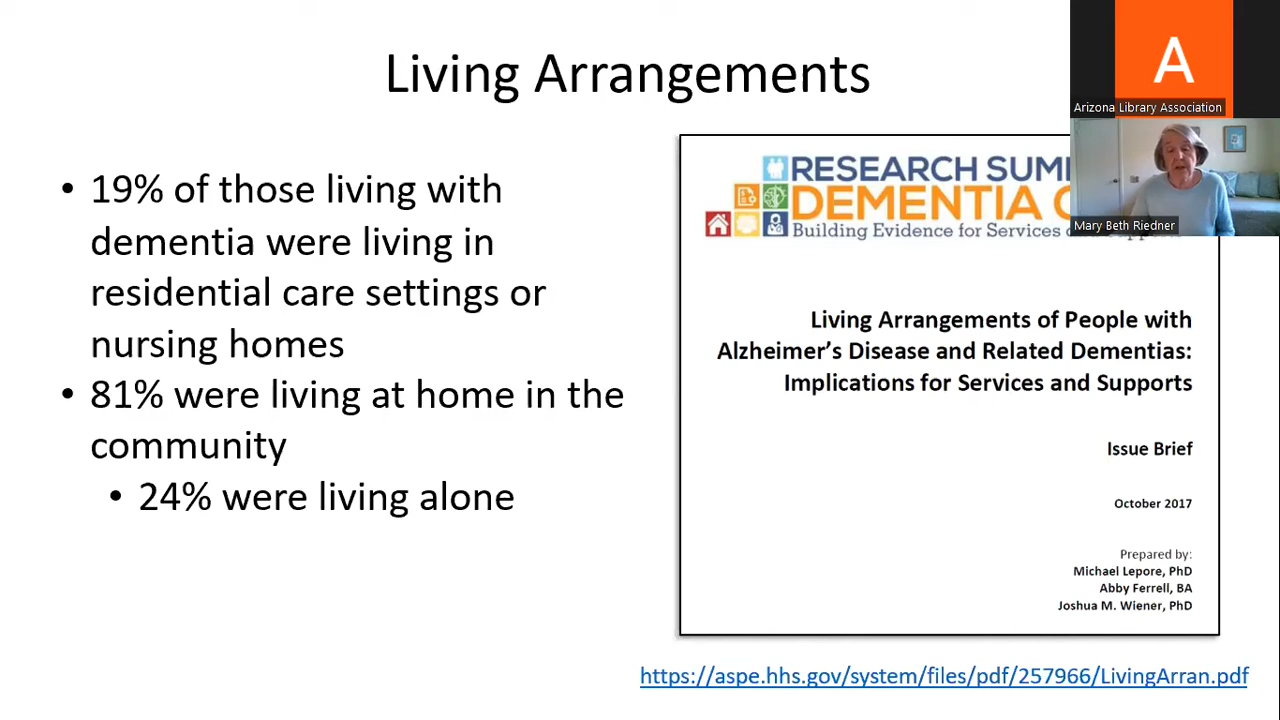 Living Arrangements
A
Arizona Library Association
Mary Beth Riedner
• 19% of those living with
dementia were living in
residential care settings or
nursing homes
• 81% were living at home in the
community
• 24% were living alone
RESEARCH SUM
DEMENTIA C
Building Evidence for Services
Living Arrangements of People with
Alzheimer's Disease and Related Dementias:
Implications for Services and Supports
Issue Brief
October 2017
Prepared by:
Michael Lepore, PhD
Abby Ferrell, BA
Joshua M. Wiener, PhD
https://aspe.hhs.gov/system/files/pdf/257966/LivingArran.pdf